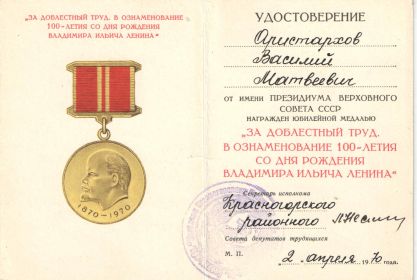 „ЗА ДОБЛЕСТНЫЙ ТРУД. В ОЗНАМЕНОВАНИЕ
100-ЛЕТИЯ СО ДНЯ РОЖДЕНИЯ
ВЛАДИМИРА ИЛЬИЧА ЛЕНИНА“
1870–1970
УДОСТОВЕРЕНИЕ
Аристархов
Василий
Матвеевич
ОТ ИМЕНИ ПРЕЗИДИУМА ВЕРХОВНОГО
СОВЕТА СССР
НАГРАЖДЕН ЮБИЛЕЙНОЙ МЕДАЛЬЮ
„ЗА ДОБЛЕСТНЫЙ ТРУД.
В ОЗНАМЕНОВАНИЕ 100-ЛЕТИЯ
СО ДНЯ РОЖДЕНИЯ
ВЛАДИМИРА ИЛЬИЧА ЛЕНИНА“
Секретарь исполкома
Красногорского
районного
Совета депутатов трудящихся
М. П. „2 апреля 1970 года.